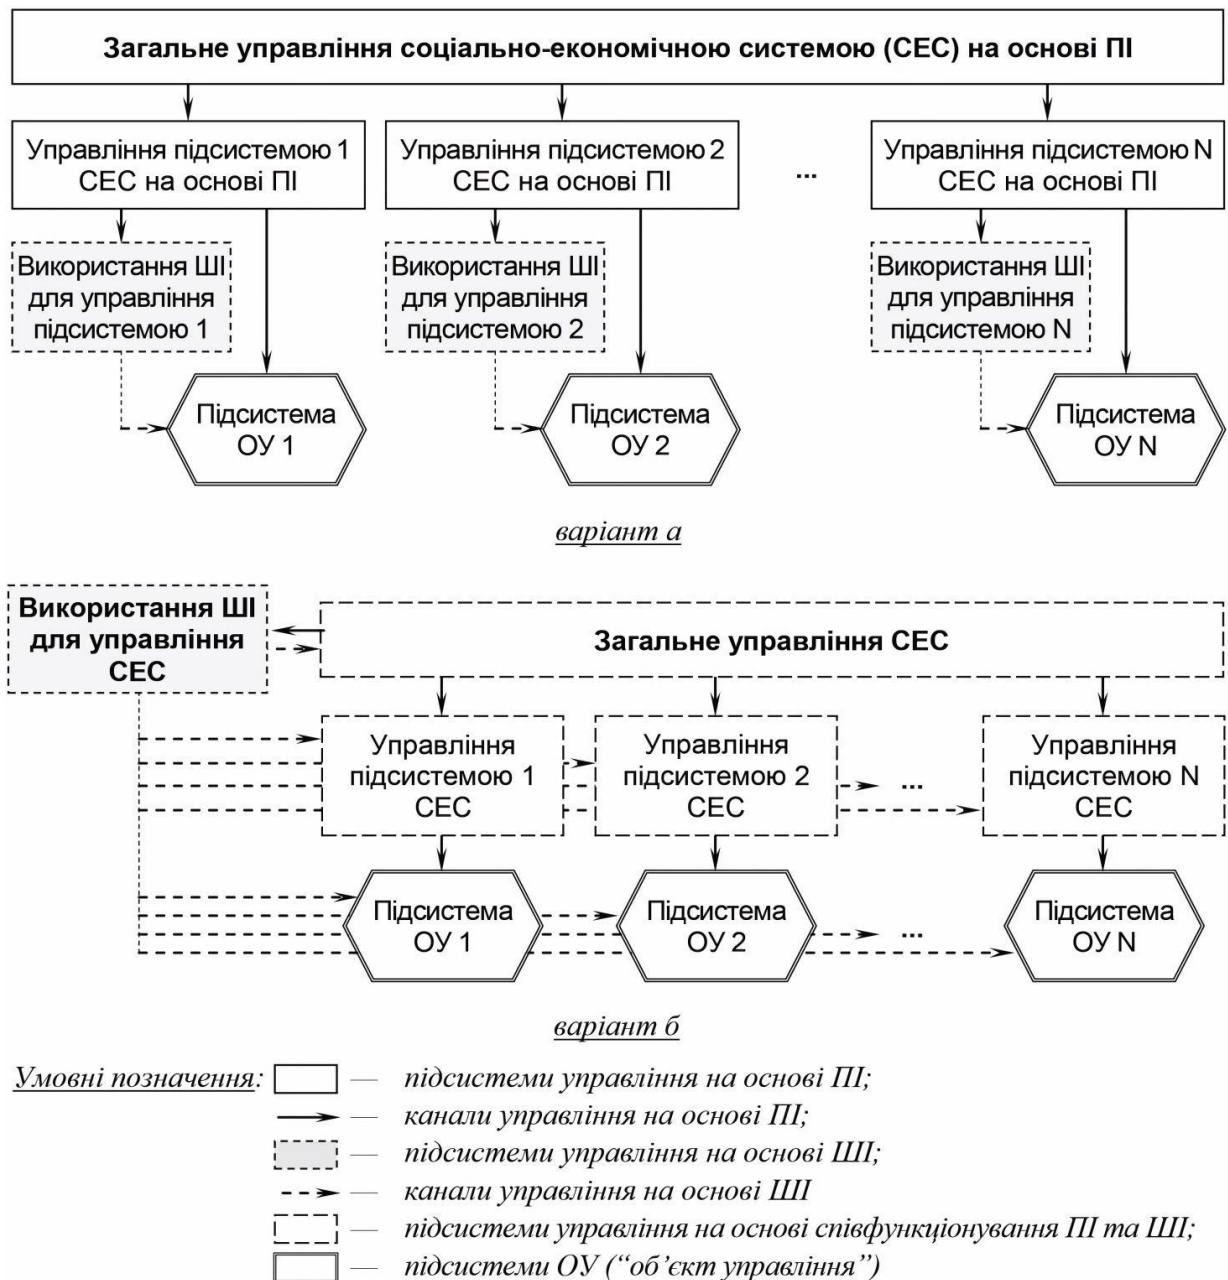 Загальне управління соціально-економічною системою (СЕС) на основі ПІ
Управління підсистемою 1
СЕС на основі ПІ
Управління підсистемою 2
СЕС на основі ПІ
...
Управління підсистемою N
СЕС на основі ПІ
Використання ШІ
для управління
підсистемою 1
Використання ШІ
для управління
підсистемою 2
Використання ШІ
для управління
підсистемою N
Підсистема
ОУ 1
Підсистема
ОУ 2
Підсистема
ОУ N
варіант а
Використання ШІ
для управління
СЕС
Загальне управління СЕС
Управління
підсистемою 1
СЕС
Управління
підсистемою 2
СЕС
...
Управління
підсистемою N
СЕС
Підсистема
ОУ 1
Підсистема
ОУ 2
...
Підсистема
ОУ N
варіант б
Умовні позначення:
— підсистеми управління на основі ПІ;
— канали управління на основі ПІ;
— підсистеми управління на основі ШІ;
— канали управління на основі ШІ
— підсистеми управління на основі співфункціонування ПІ та ШІ;
— підсистеми ОУ (“об’єкт управління”)